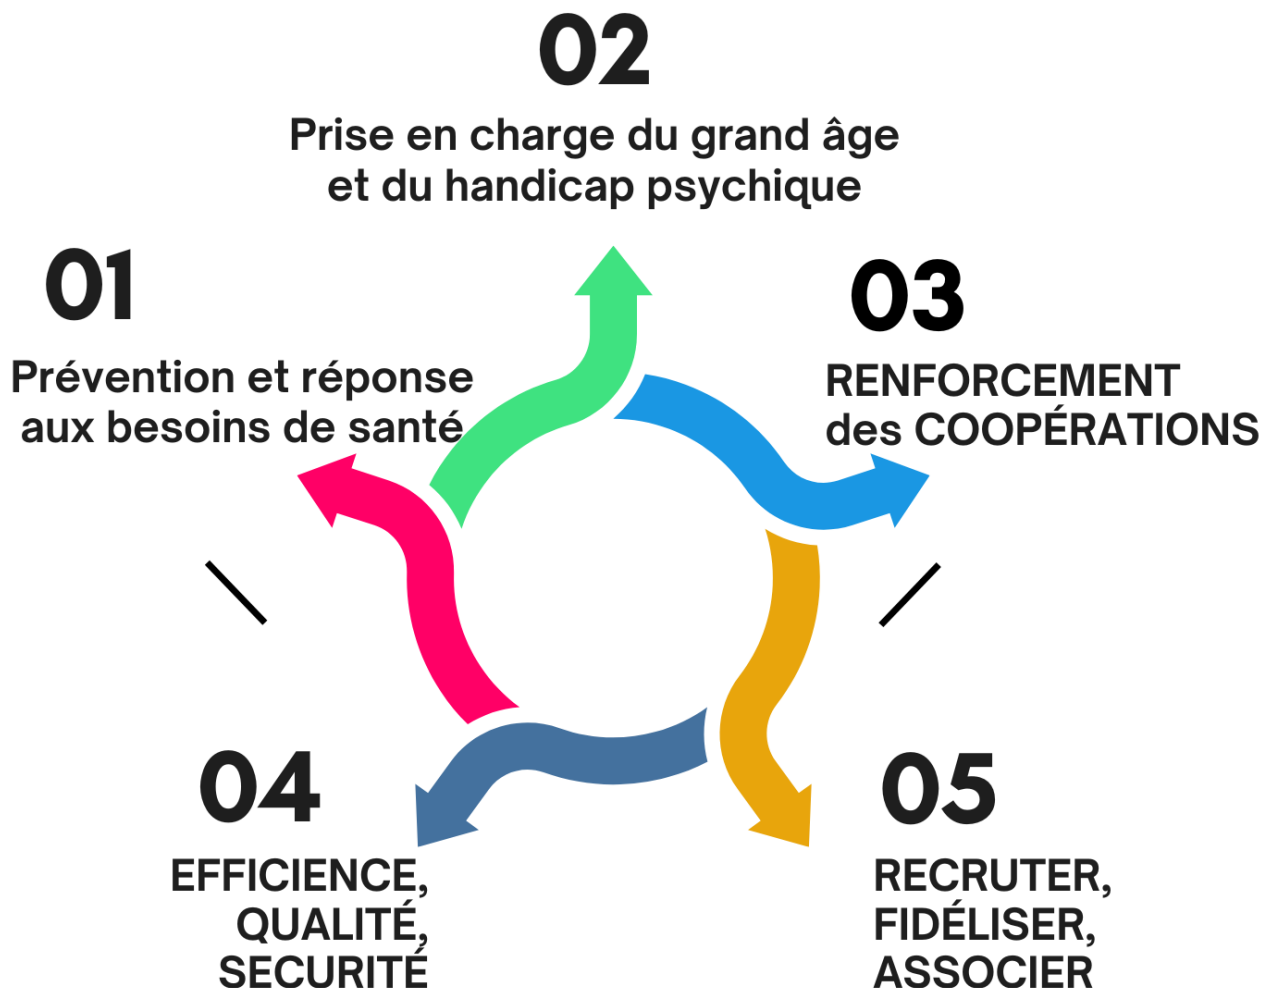 02
Prise en charge du grand âge
et du handicap psychique
01
Prévention et réponse
aux besoins de santé
03
RENFORCEMENT
des COOPÉRATIONS
04
EFFICIENCE,
QUALITÉ,
SECURITÉ
05
RECRUTER,
FIDÉLISER,
ASSOCIER